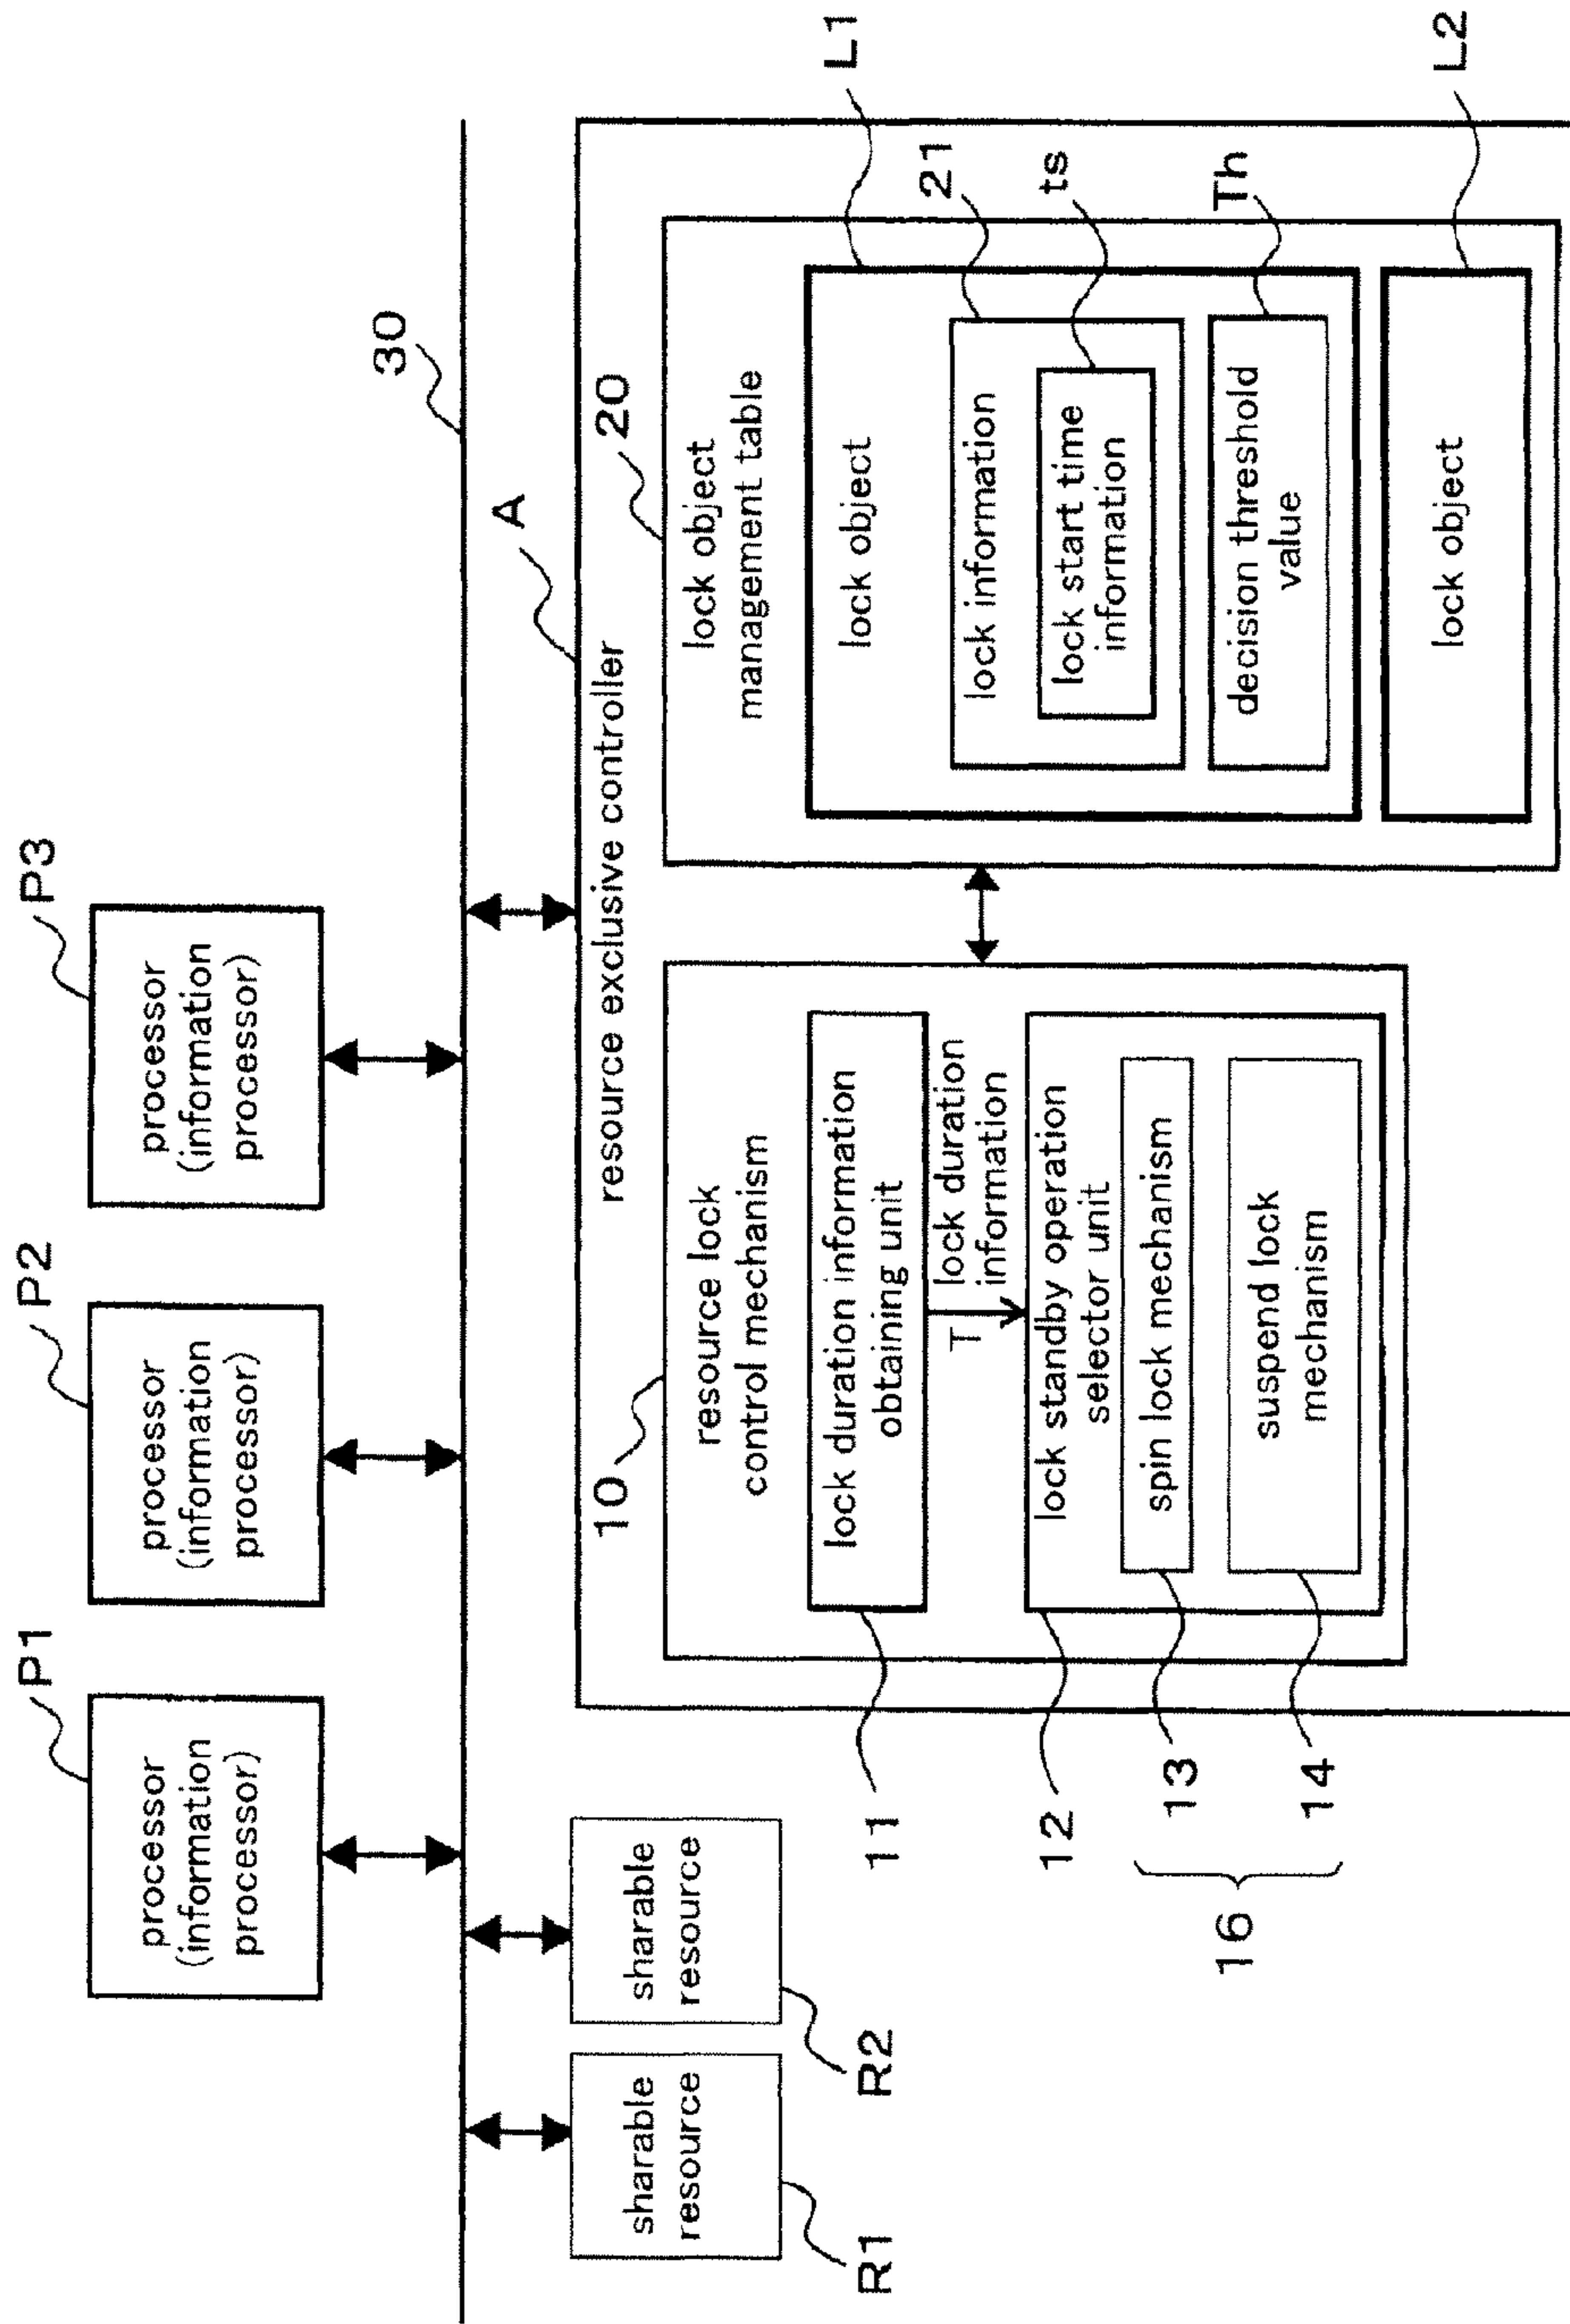 P1
P2
P3
processor
(information
processor)
processor
(information
processor)
processor
(information
processor)
30
sharable
resource
sharable
resource
R1
R2
A
resource exclusive controller
10
resource lock
control mechanism
lock duration information
obtaining unit
11
T
lock duration
information
lock standby operation
selector unit
12
spin lock mechanism
13
suspend lock
mechanism
14
16
20
lock object
management table
lock object
L1
lock information
21
lock start time
information
ts
decision threshold
value
Th
lock object
L2